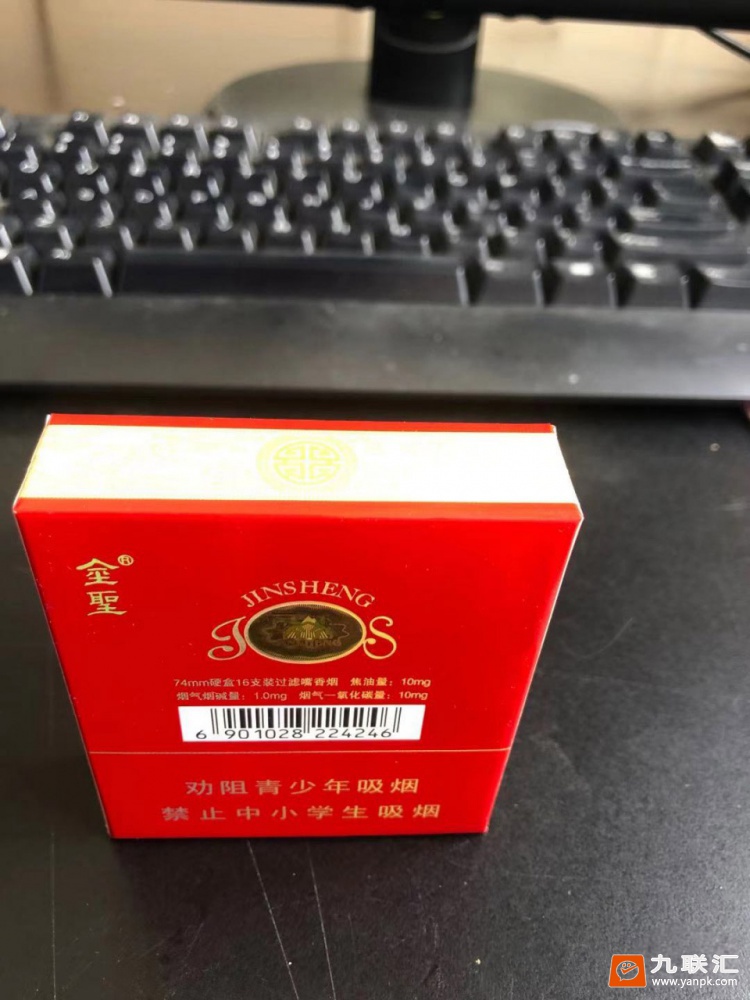 金聖®
JINSHENG
JS
74mm硬盒16支装过滤嘴香烟 焦油量：10mg
烟气烟碱量：1.0mg 烟气一氧化碳量：10mg
6 901028 224246
劝阻青少年吸烟
禁止中小学生吸烟
九联汇
www.yanpk.com